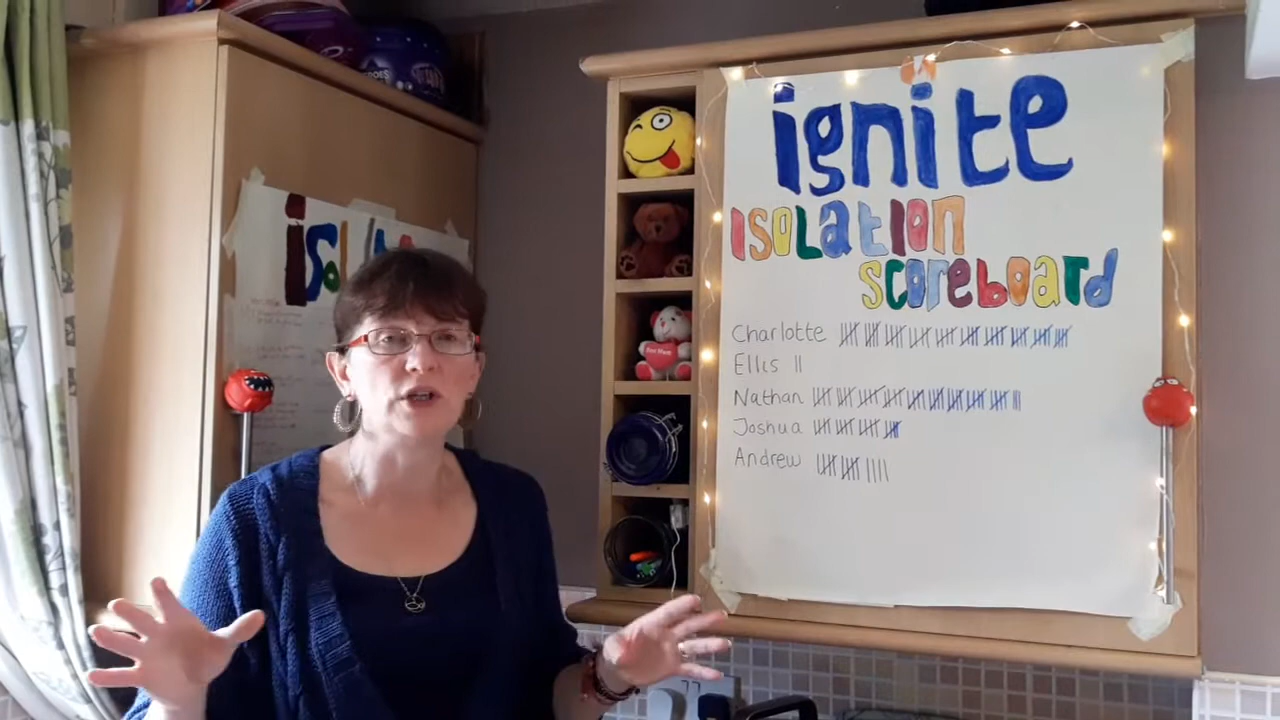 ignite
ISOLATION
SCOREBOARD
Charlotte
Ellis ||
Nathan
Joshua
Andrew